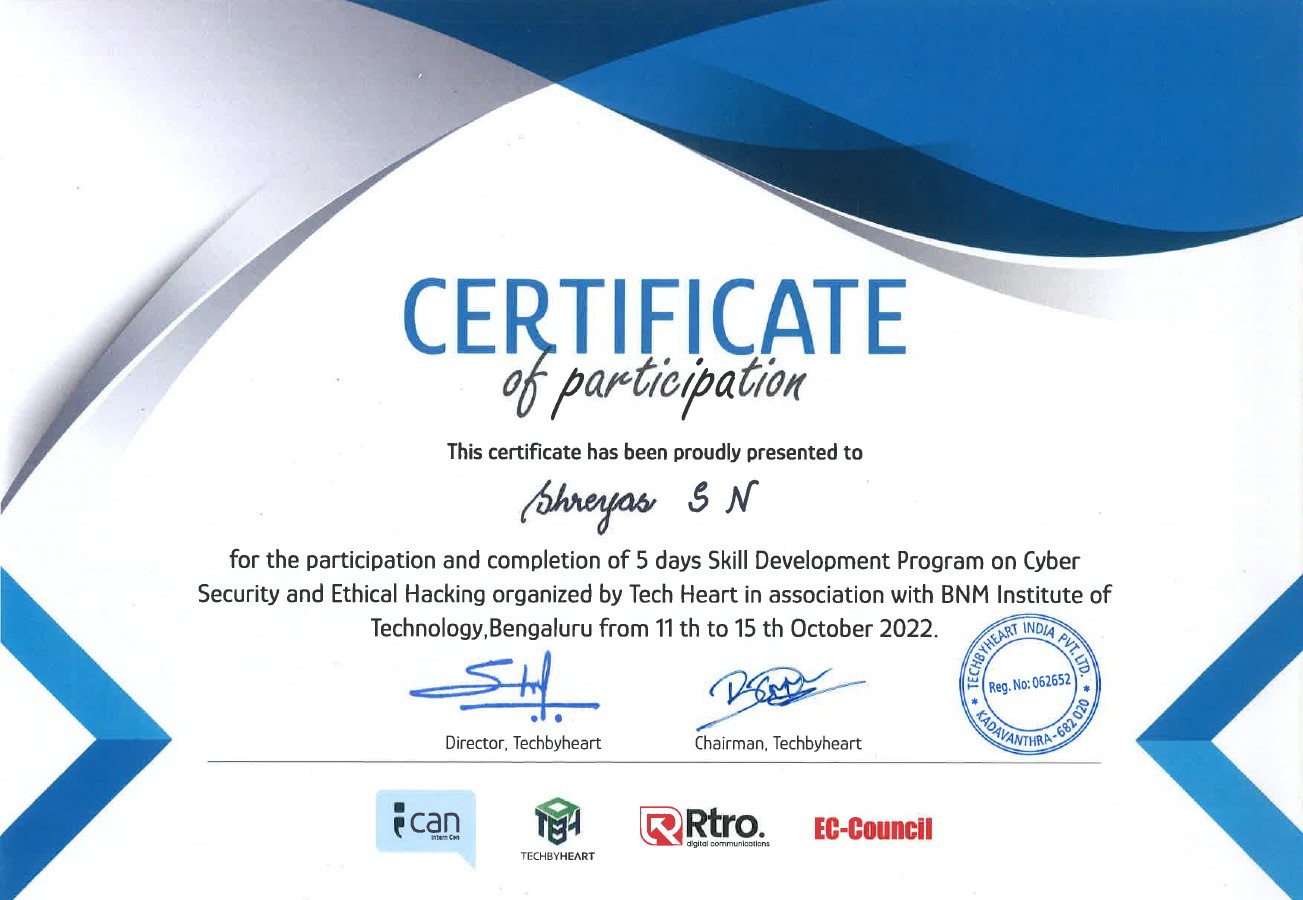 CERTIFICATE
of participation
This certificate has been proudly presented to
Shreyas S N
for the participation and completion of 5 days Skill Development Program on Cyber
Security and Ethical Hacking organized by Tech Heart in association with BNM Institute of
Technology,Bengaluru from 11 th to 15 th October 2022.
TECHBYHEART INDIA PVT. LTD.
Reg. No: 062652
KADAVANTHRA - 682 020
Director, Techbyheart
Chairman, Techbyheart
ican
Intern Can
TBH
TECHBYHEART
Rtro.
digital communications
EC-Council